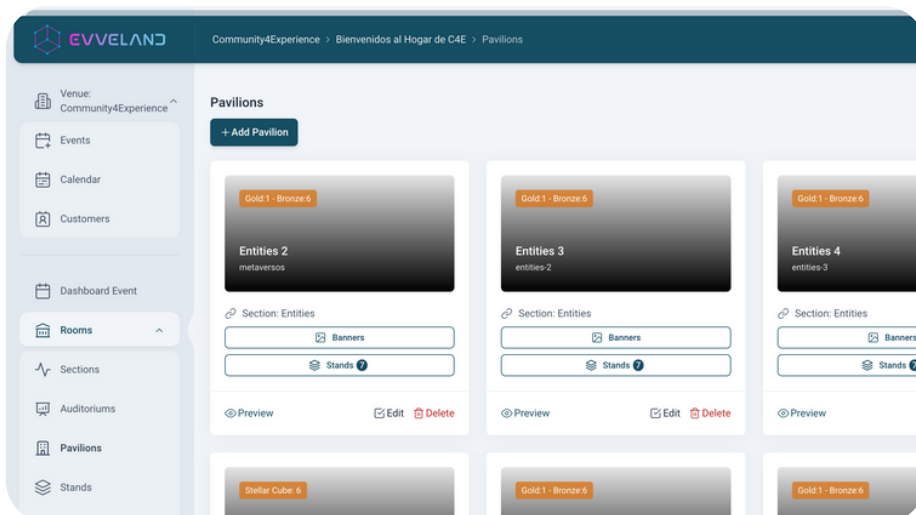 EVVELAND
Community4Experience > Bienvenidos al Hogar de C4E > Pavilions
Venue:
Community4Experience
Events
Calendar
Customers
Dashboard Event
Rooms
Sections
Auditoriums
Pavilions
Stands
Pavilions
+ Add Pavilion
Gold:1 - Bronze:6
Entities 2
metaversos
Section: Entities
Banners
Stands 7
Preview
Edit
Delete
Gold:1 - Bronze:6
Entities 3
entities-2
Section: Entities
Banners
Stands 7
Preview
Edit
Delete
Gold:1 - Bronze:6
Entities 4
entities-3
Section: Entities
Banners
Stands
Preview
Stellar Cube: 6
Gold:1 - Bronze:6
Gold:1 - Bronze:6